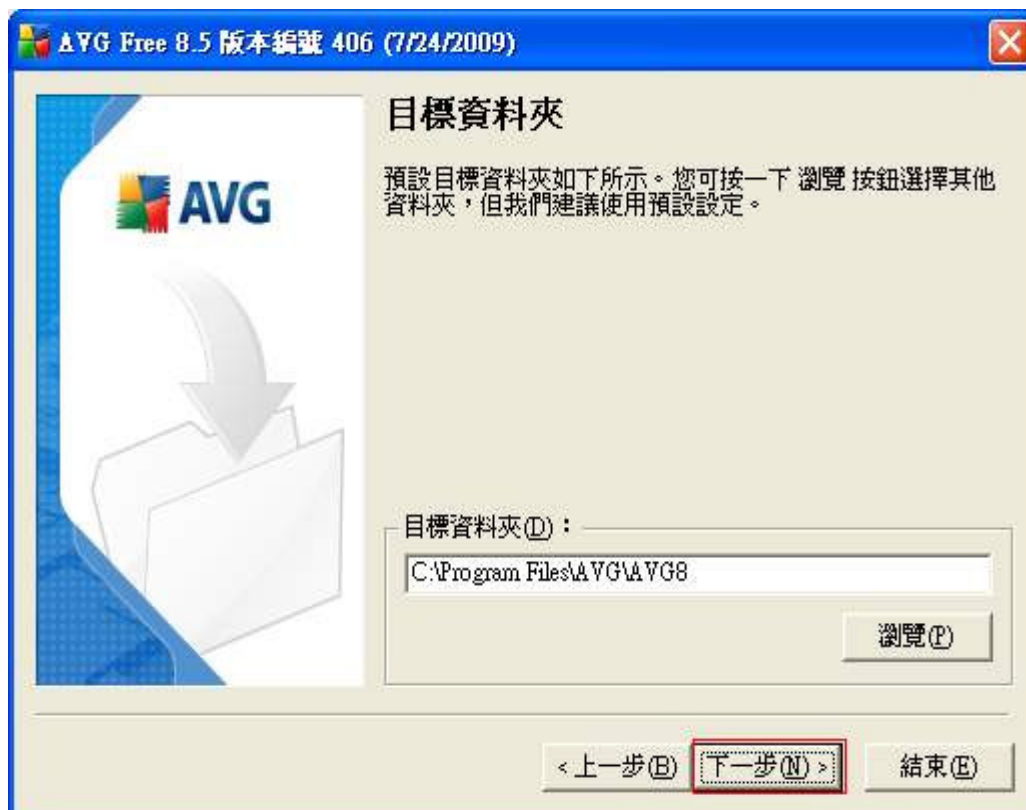 AVG Free 8.5 版本編號 406 (7/24/2009)
AVG
目標資料夾
預設目標資料夾如下所示。您可按一下 瀏覽 按鈕選擇其他
資料夾，但我們建議使用預設設定。
目標資料夾(D)：
C:\Program Files\AVG\AVG8
瀏覽(P)
< 上一步(B)
下一步(N) >
結束(E)